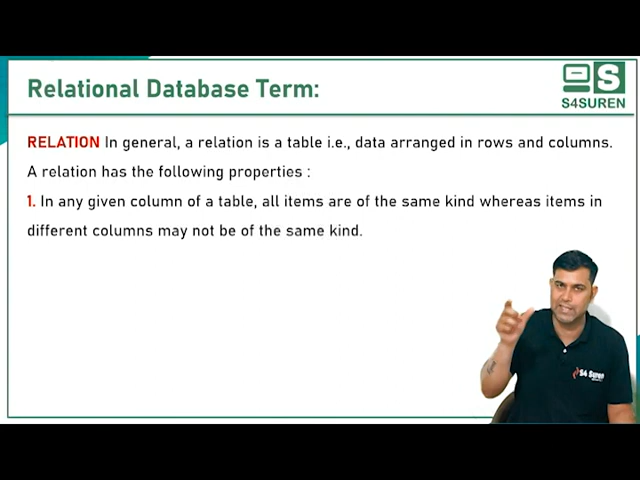 Relational Database Term:
S
S4SUREN
RELATION In general, a relation is a table i.e., data arranged in rows and columns.
A relation has the following properties :
1. In any given column of a table, all items are of the same kind whereas items in
different columns may not be of the same kind.
S4 Suren